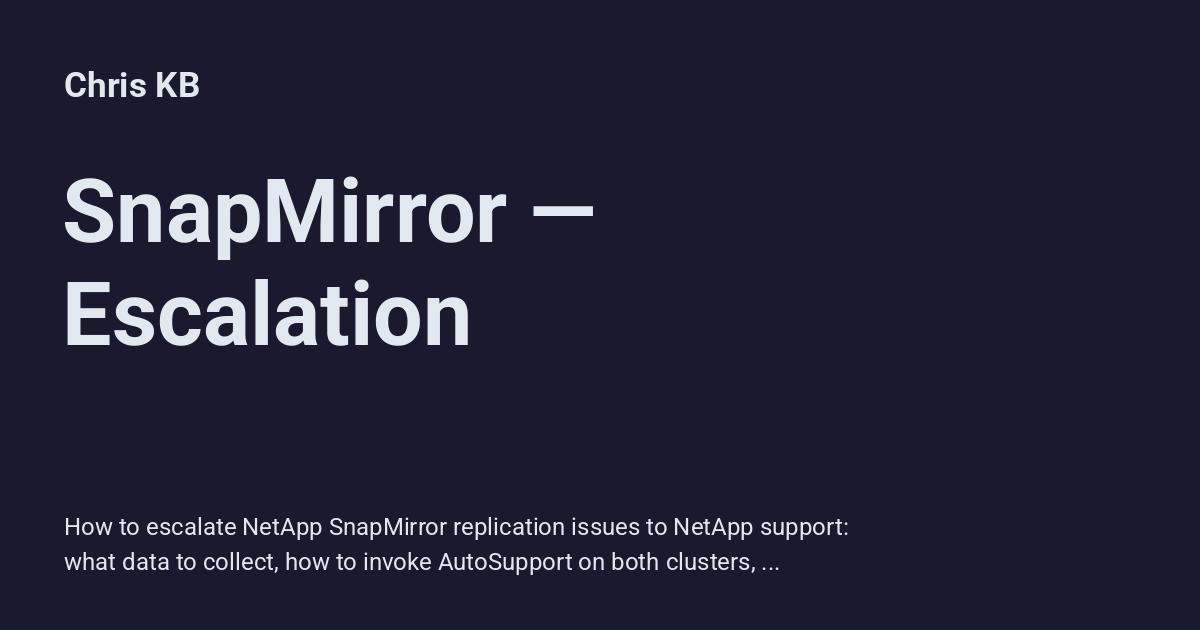 Chris KB
SnapMirror —
Escalation
How to escalate NetApp SnapMirror replication issues to NetApp support:
what data to collect, how to invoke AutoSupport on both clusters, ...